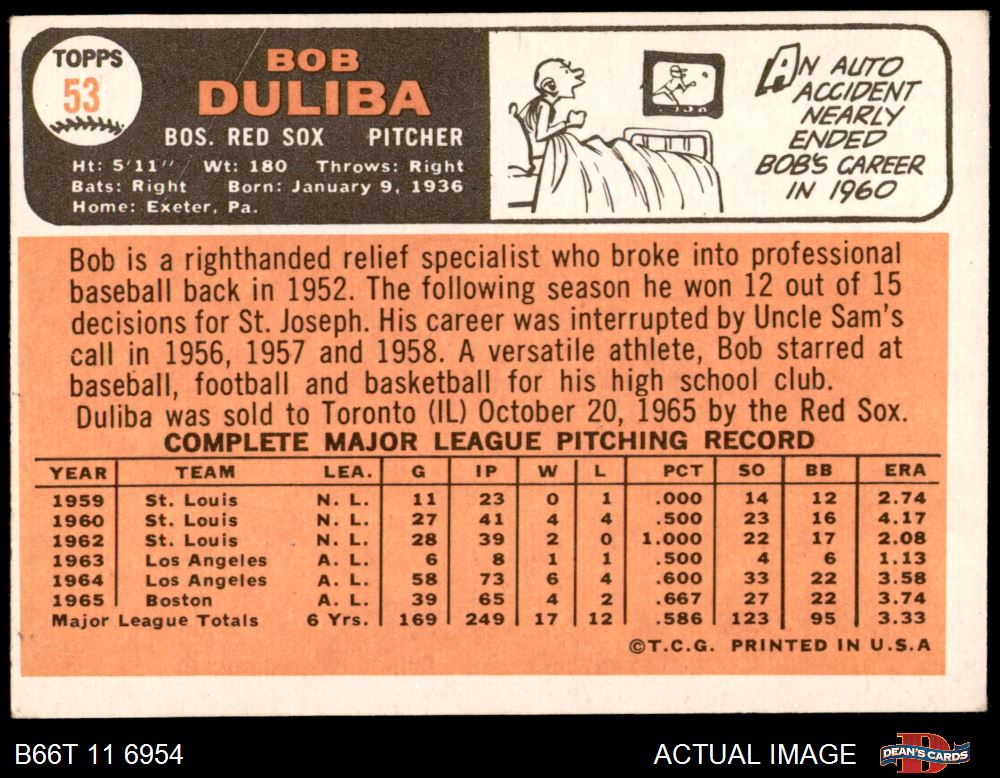 TOPPS
53
BOB
DULIBA
BOS. RED SOX PITCHER
Ht: 5'11" Wt: 180 Throws: Right
Bats: Right Born: January 9, 1936
Home: Exeter, Pa.
AN AUTO
ACCIDENT
NEARLY
ENDED
BOB'S CAREER
IN 1960
Bob is a righthanded relief specialist who broke into professional
baseball back in 1952. The following season he won 12 out of 15
decisions for St. Joseph. His career was interrupted by Uncle Sam's
call in 1956, 1957 and 1958. A versatile athlete, Bob starred at
baseball, football and basketball for his high school club.
Duliba was sold to Toronto (IL) October 20, 1965 by the Red Sox.
COMPLETE MAJOR LEAGUE PITCHING RECORD
YEAR TEAM LEA. G IP W L PCT SO BB ERA
1959 St. Louis N. L. 11 23 0 1 .000 14 12 2.74
1960 St. Louis N. L. 27 41 4 4 .500 23 16 4.17
1962 St. Louis N. L. 28 39 2 0 1.000 22 17 2.08
1963 Los Angeles A. L. 6 8 1 1 .500 4 6 1.13
1964 Los Angeles A. L. 58 73 6 4 .600 33 22 3.58
1965 Boston A. L. 39 65 4 2 .667 27 22 3.74
Major League Totals 6 Yrs. 169 249 17 12 .586 123 95 3.33
©T.C.G. PRINTED IN U.S.A
B66T 11 6954
ACTUAL IMAGE
DEAN'S CARDS